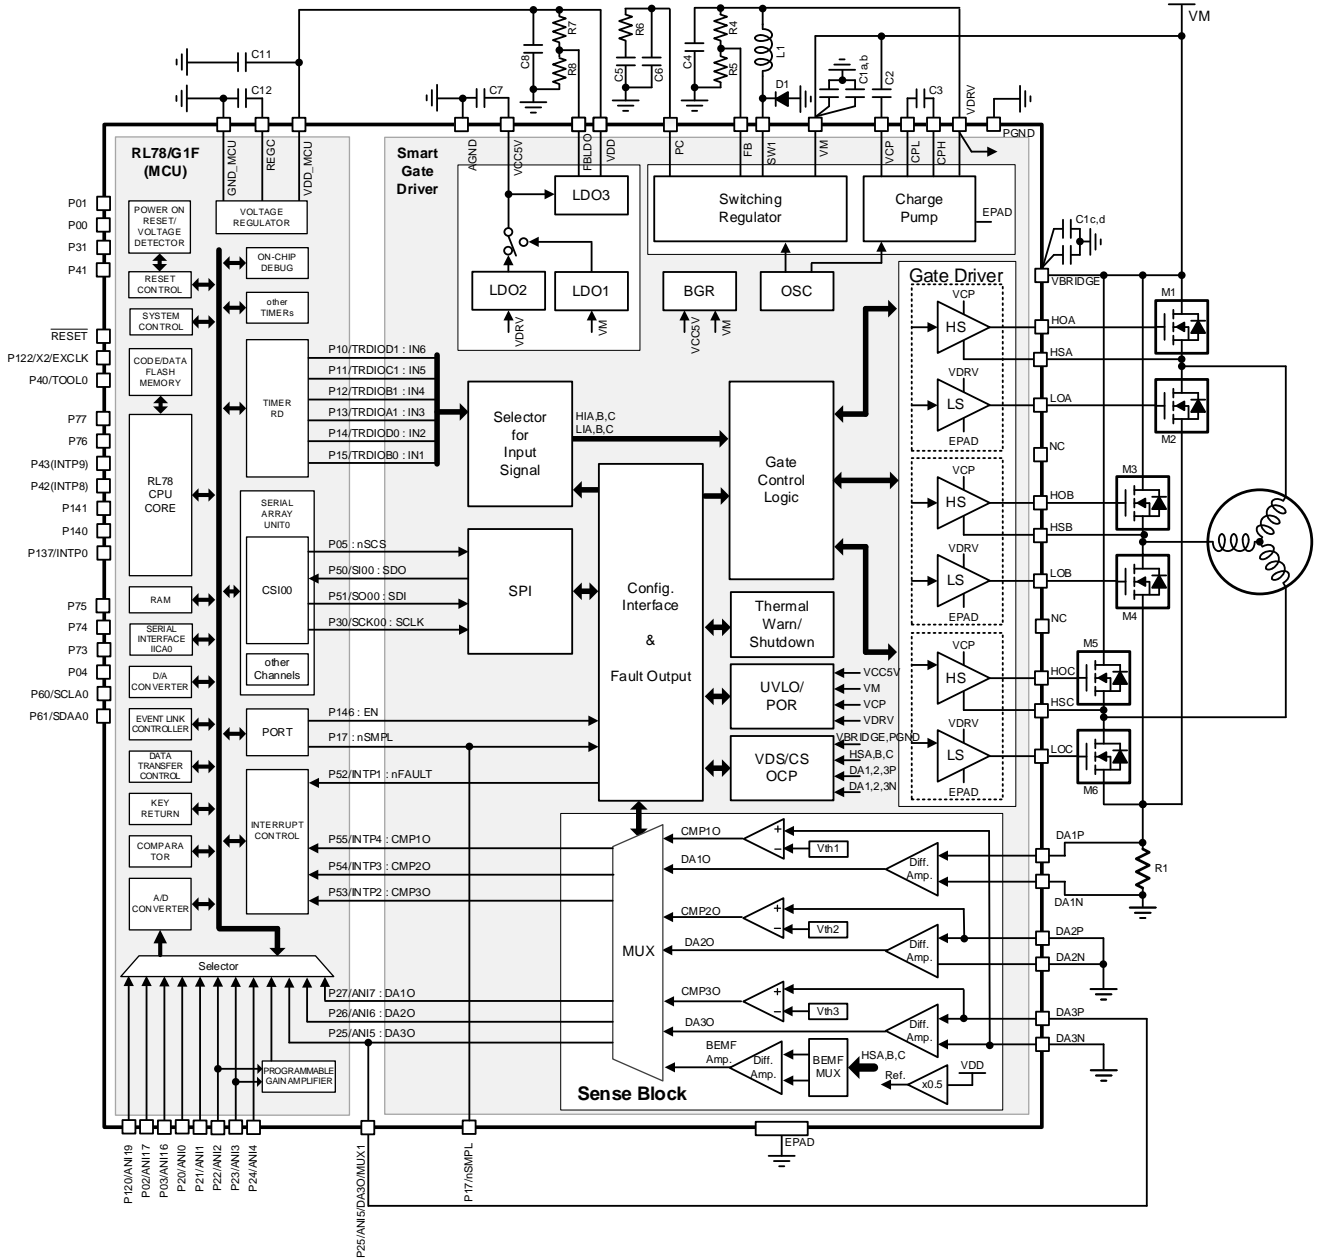 VM
C11
C12
C7
C8
R7
R8
R6
C5
C6
C4
R4
R5
L1
D1
C1a,b
C2
C3
VDRV
PGND
RL78/G1F
(MCU)
GND_MCU
REGC
VDD_MCU
Smart
Gate
Driver
AGND
VCC5V
FBLDO
VDD
PC
FB
SW1
VM
VCP
CPL
CPH
P01
P00
P31
P41
RESET
P122/X2/EXCLK
P40/TOOL0
P77
P76
P43(INTP9)
P42(INTP8)
P141
P140
P137/INTP0
P75
P74
P73
P04
P60/SCLA0
P61/SDAA0
POWER ON
RESET/
VOLTAGE
DETECTOR
RESET
CONTROL
SYSTEM
CONTROL
CODE/DATA
FLASH
MEMORY
RL78
CPU
CORE
RAM
SERIAL
INTERFACE
IICA0
D/A
CONVERTER
EVENT LINK
CONTROLLER
DATA
TRANSFER
CONTROL
KEY
RETURN
COMPARA
TOR
A/D
CONVERTER
VOLTAGE
REGULATOR
ON-CHIP
DEBUG
other
TIMERs
TIMER
RD
SERIAL
ARRAY
UNIT0
CSI00
other
Channels
PORT
INTERRUPT
CONTROL
Selector
PROGRAMMABLE
GAIN AMPLIFIER
P10/TRDIOD1 : IN6
P11/TRDIOC1 : IN5
P12/TRDIOB1 : IN4
P13/TRDIOA1 : IN3
P14/TRDIOD0 : IN2
P15/TRDIOB0 : IN1
P05 : nSCS
P50/SI00 : SDO
P51/SO00 : SDI
P30/SCK00 : SCLK
P146 : EN
P17 : nSMPL
P52/INTP1 : nFAULT
P55/INTP4 : CMP1O
P54/INTP3 : CMP2O
P53/INTP2 : CMP3O
P27/ANI7 : DA1O
P26/ANI6 : DA2O
P25/ANI5 : DA3O
LDO3
LDO2
LDO1
VDRV
VM
Switching
Regulator
Charge
Pump
EPAD
BGR
VCC5V
VM
OSC
Selector
for
Input
Signal
HIA,B,C
LIA,B,C
SPI
Config.
Interface
&
Fault Output
Gate
Control
Logic
Thermal
Warn/
Shutdown
UVLO/
POR
VCC5V
VM
VCP
VDRV
VDS/CS
OCP
VBRIDGE,PGND
HSA,B,C
DA1,2,3P
DA1,2,3N
Gate Driver
VCP
HS
VDRV
LS
EPAD
VCP
HS
VDRV
LS
EPAD
VCP
HS
VDRV
LS
EPAD
C1c,d
VBRIDGE
HOA
HSA
LOA
NC
HOB
HSB
LOB
NC
HOC
HSC
LOC
M1
M2
M3
M4
M5
M6
DA1P
DA1N
R1
DA2P
DA2N
DA3P
DA3N
MUX
CMP1O
+
−
Vth1
DA1O
Diff.
Amp.
CMP2O
+
−
Vth2
DA2O
Diff.
Amp.
CMP3O
+
−
Vth3
DA3O
Diff.
Amp.
BEMF
Amp.
Diff.
Amp.
BEMF
MUX
HSA,B,C
Ref.
x0.5
VDD
Sense Block
EPAD
P120/ANI19
P02/ANI17
P03/ANI16
P20/ANI0
P21/ANI1
P22/ANI2
P23/ANI3
P24/ANI4
P25/ANI5/DA3O/MUX1
P17/nSMPL